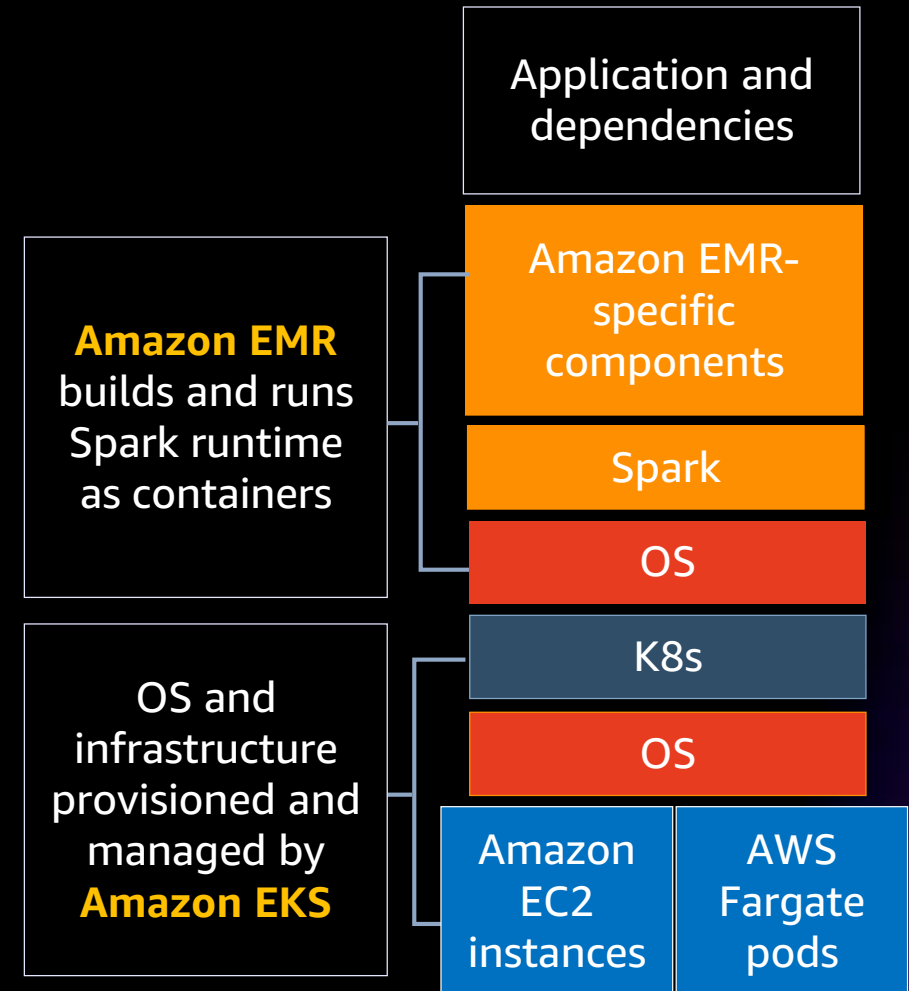 Application and
dependencies
Amazon EMR-
specific
components
Amazon EMR
builds and runs
Spark runtime
as containers
Spark
OS
K8s
OS
OS and
infrastructure
provisioned and
managed by
Amazon EKS
Amazon
EC2
instances
AWS
Fargate
pods